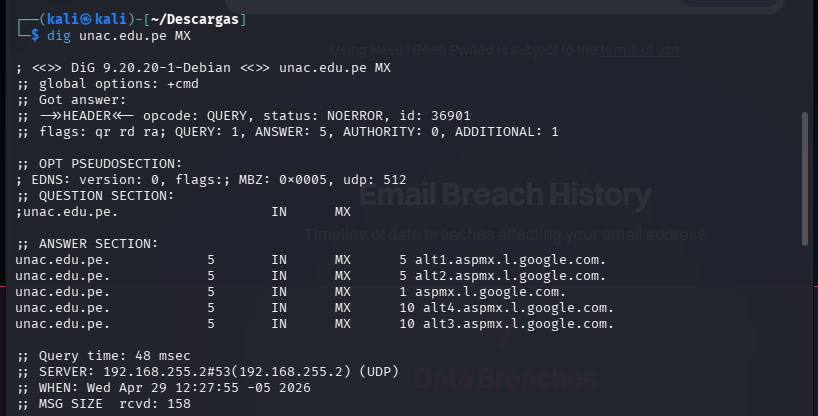 ┌──(kali㉿kali)-[~/Descargas]
└─$ dig unac.edu.pe MX
Using Have I Been Pwned is subject to the terms of use
; <<>> DiG 9.20.20-1-Debian <<>> unac.edu.pe MX
;; global options: +cmd
;; Got answer:
;; ->>HEADER<<- opcode: QUERY, status: NOERROR, id: 36901
;; flags: qr rd ra; QUERY: 1, ANSWER: 5, AUTHORITY: 0, ADDITIONAL: 1
;; OPT PSEUDOSECTION:
; EDNS: version: 0, flags:; MBZ: 0x0005, udp: 512
Email Breach History
;; QUESTION SECTION:
;unac.edu.pe. IN MX
Timeline of data breaches affecting your email address
;; ANSWER SECTION:
unac.edu.pe. 5 IN MX 5 alt1.aspmx.l.google.com.
unac.edu.pe. 5 IN MX 5 alt2.aspmx.l.google.com.
unac.edu.pe. 5 IN MX 1 aspmx.l.google.com.
unac.edu.pe. 5 IN MX 10 alt4.aspmx.l.google.com.
unac.edu.pe. 5 IN MX 10 alt3.aspmx.l.google.com.
;; Query time: 48 msec
;; SERVER: 192.168.255.2#53(192.168.255.2) (UDP)
Data Breaches
;; WHEN: Wed Apr 29 12:27:55 -05 2026
;; MSG SIZE rcvd: 158